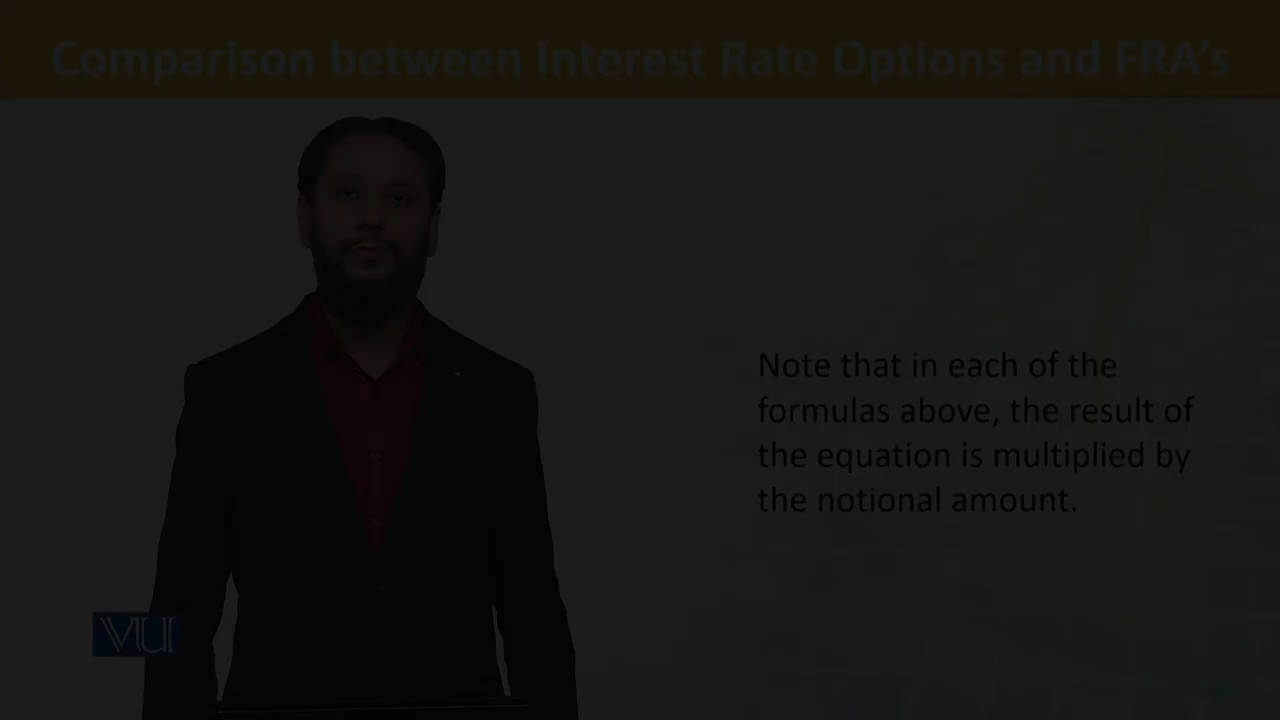 Comparison between Interest Rate Options and FRA's
Note that in each of the
formulas above, the result of
the equation is multiplied by
the notional amount.
VU